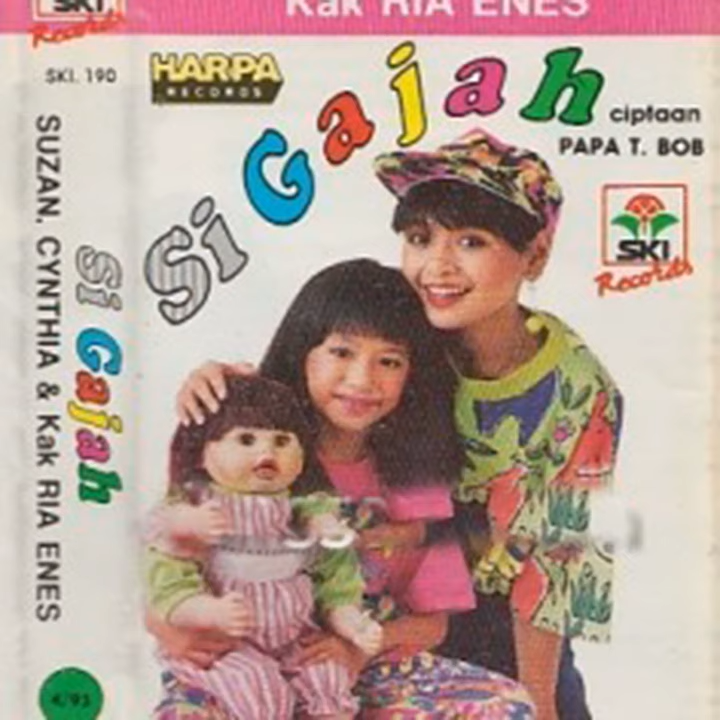 SKI
Records
Kak RIA ENES
SKI. 190
HARPA
RECORDS
Si Gajah
ciptaan
PAPA T. BOB
SKI
Records
SUZAN, CYNTHIA & Kak RIA ENES
Si Gajah
4/93